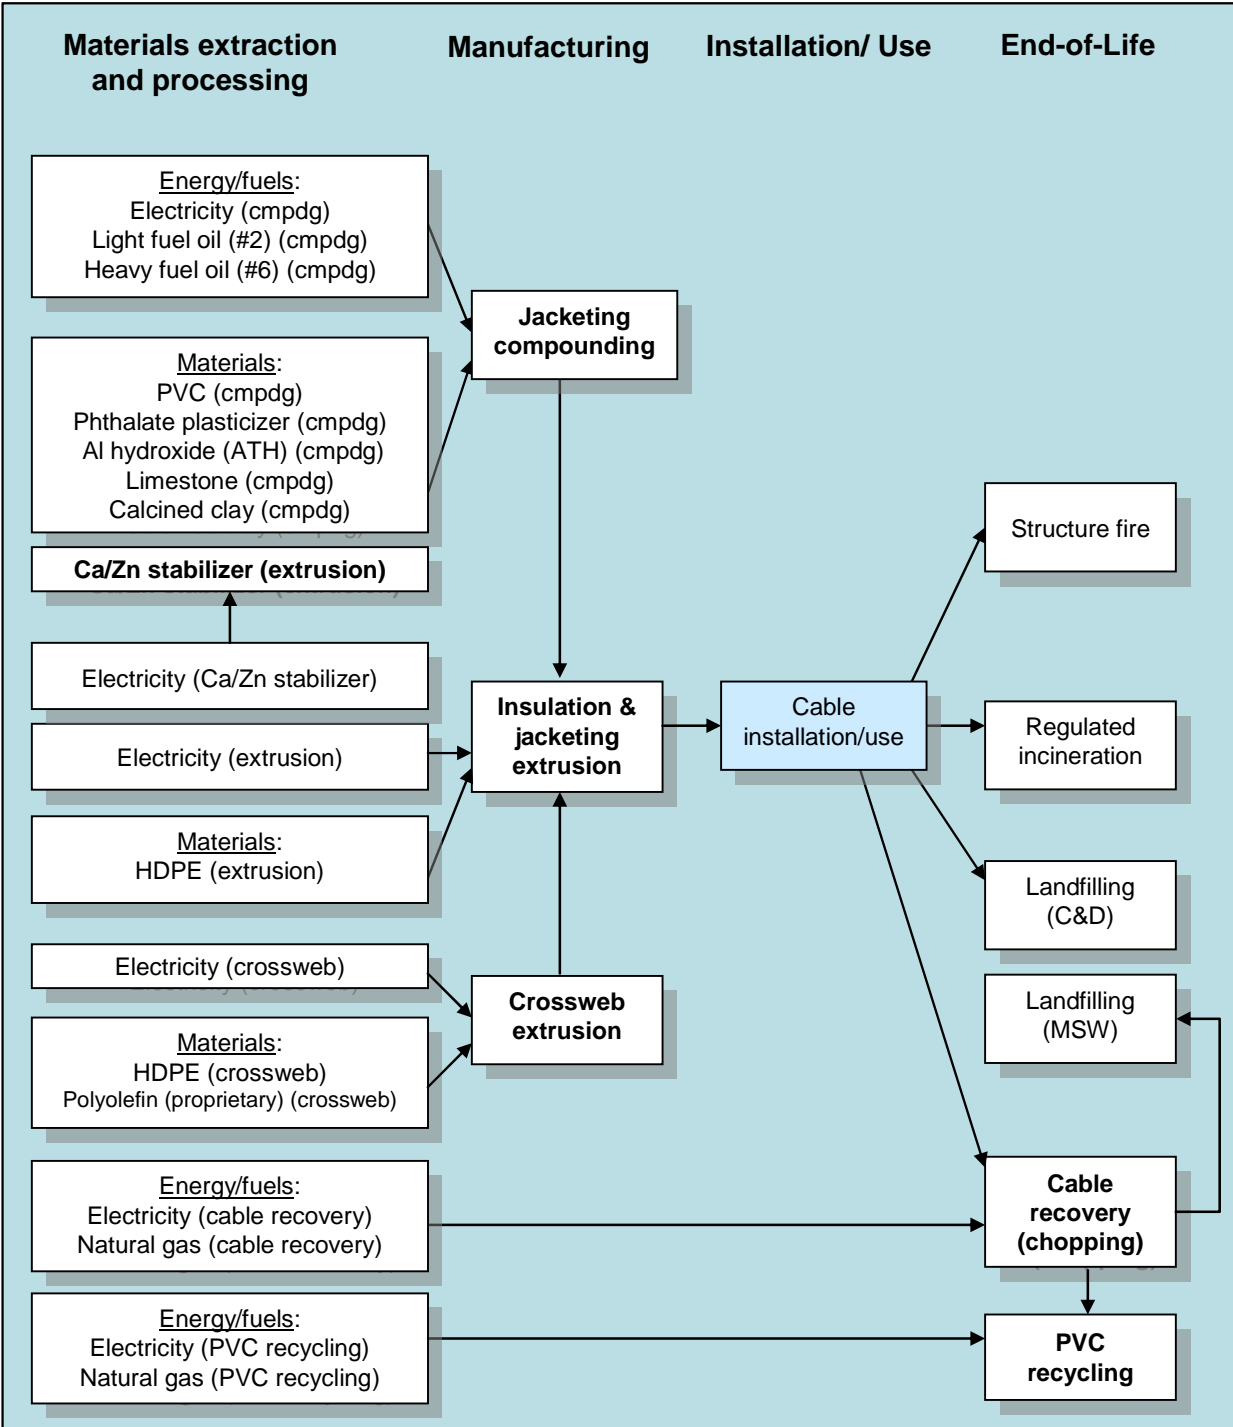 Materials extraction
and processing
Manufacturing
Installation/ Use
End-of-Life
Energy/fuels:
Electricity (cmpdg)
Light fuel oil (#2) (cmpdg)
Heavy fuel oil (#6) (cmpdg)
Jacketing
compounding
Materials:
PVC (cmpdg)
Phthalate plasticizer (cmpdg)
Al hydroxide (ATH) (cmpdg)
Limestone (cmpdg)
Calcined clay (cmpdg)
Structure fire
Ca/Zn stabilizer (extrusion)
Electricity (Ca/Zn stabilizer)
Electricity (extrusion)
Insulation &
jacketing
extrusion
Cable
installation/use
Regulated
incineration
Materials:
HDPE (extrusion)
Landfilling
(C&D)
Electricity (crossweb)
Crossweb
extrusion
Landfilling
(MSW)
Materials:
HDPE (crossweb)
Polyolefin (proprietary) (crossweb)
Energy/fuels:
Electricity (cable recovery)
Natural gas (cable recovery)
Cable
recovery
(chopping)
Energy/fuels:
Electricity (PVC recycling)
Natural gas (PVC recycling)
PVC
recycling